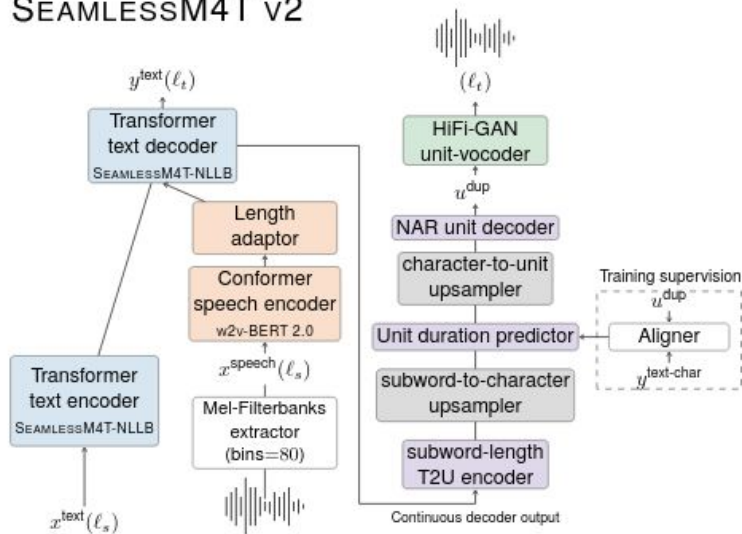 SEAMLESSM4T V2
y^text(ℓ_t)
Transformer
text decoder
SEAMLESSM4T-NLLB
Length
adaptor
Conformer
speech encoder
w2v-BERT 2.0
x^speech(ℓ_s)
Mel-Filterbanks
extractor
(bins=80)
Transformer
text encoder
SEAMLESSM4T-NLLB
x^text(ℓ_s)
(ℓ_t)
HiFi-GAN
unit-vocoder
u^dup
NAR unit decoder
character-to-unit
upsampler
Unit duration predictor
subword-to-character
upsampler
subword-length
T2U encoder
Continuous decoder output
Training supervision
u^dup
Aligner
y^text-char